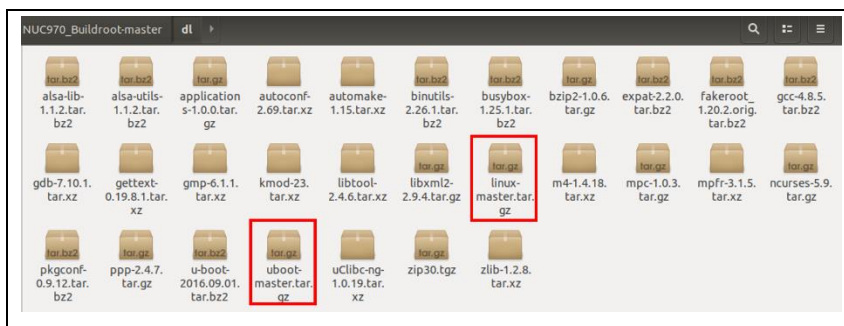 NUC970_Buildroot-master dl
tar.bz2 tar.bz2 tar.gz tar.bz2 tar.bz2 tar.gz tar.bz2 tar.bz2 tar.bz2
alsa-lib- alsa-utils- application autoconf- automake- binutils- busybox- bzip2-1.0.6. expat-2.2.0. fakeroot_ gcc-4.8.5.
1.1.2.tar. 1.1.2.tar. s-1.0.0.tar. 2.69.tar.xz 1.15.tar.xz 2.26.1.tar. 1.25.1.tar. tar.gz tar.bz2 1.20.2.orig. tar.bz2
bz2 bz2 gz bz2 bz2 tar.bz2
tar.gz tar.gz tar.gz tar.gz
gdb-7.10.1. gettext- gmp-6.1.1. kmod-23. libtool- libxml2- linux- m4-1.4.18. mpc-1.0.3. mpfr-3.1.5. ncurses-5.9.
tar.xz 0.19.8.1.tar. tar.xz tar.xz 2.4.6.tar.xz 2.9.4.tar.gz master.tar. tar.xz tar.gz tar.xz tar.gz
xz gz
tar.bz2 tar.gz tar.bz2 tar.gz
pkgconf- ppp-2.4.7. u-boot- uboot- uClibc-ng- zip30.tgz zlib-1.2.8.
0.9.12.tar. tar.gz 2016.09.01. master.tar. 1.0.19.tar. tar.xz
bz2 tar.bz2 gz xz